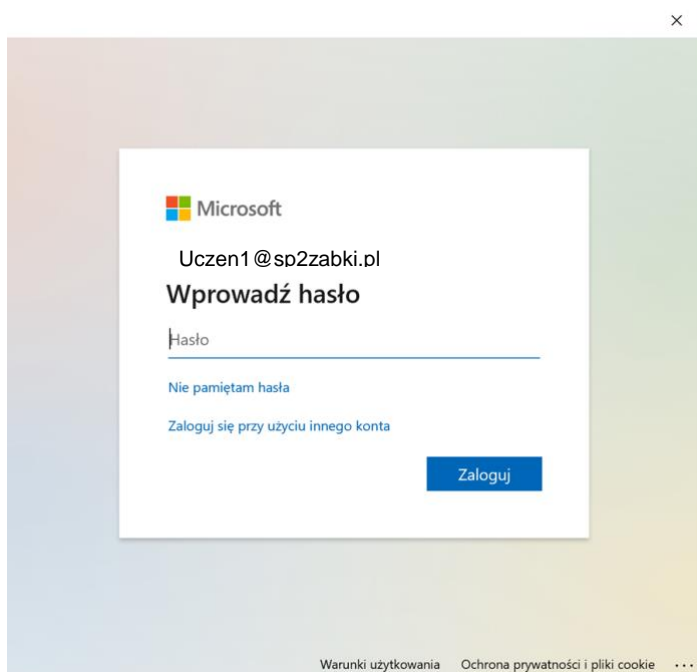 Microsoft
Uczen1@sp2zabki.pl
Wprowadź hasło
Hasło
Nie pamiętam hasła
Zaloguj się przy użyciu innego konta
Zaloguj
Warunki użytkowania Ochrona prywatności i pliki cookie ...